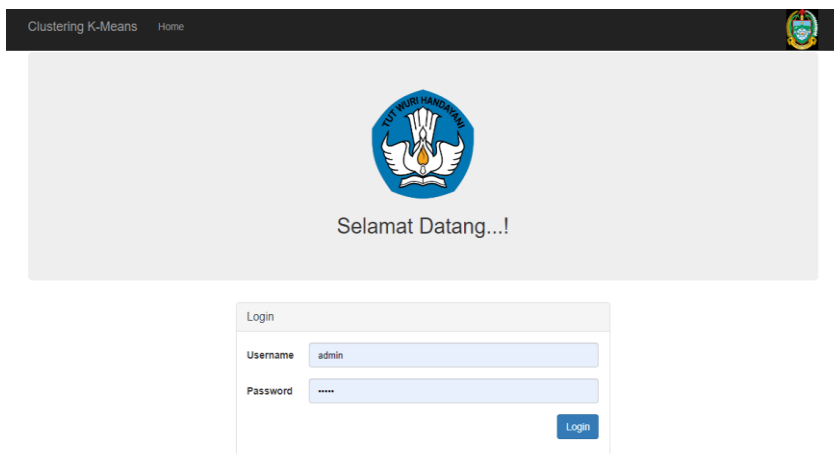 Clustering K-Means Home
TUT WURI HANDAYANI
Selamat Datang...!
Login
Username admin
Password •••••
Login